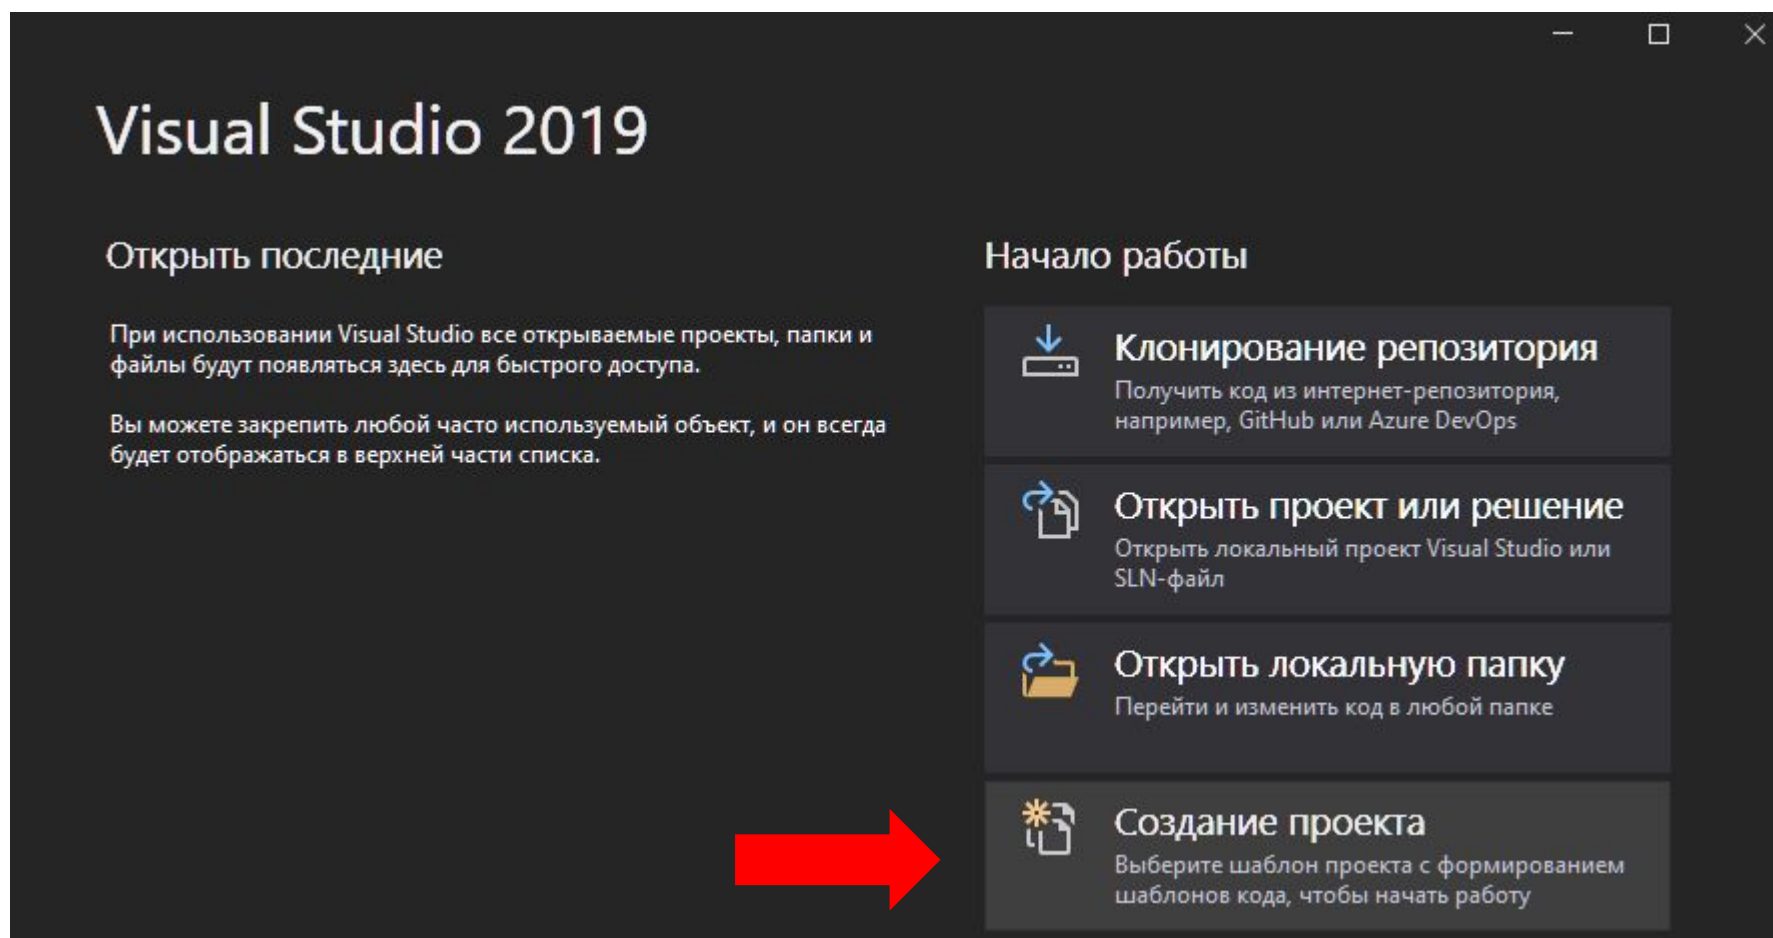 Visual Studio 2019
Открыть последние
При использовании Visual Studio все открываемые проекты, папки и
файлы будут появляться здесь для быстрого доступа.
Вы можете закрепить любой часто используемый объект, и он всегда
будет отображаться в верхней части списка.
Начало работы
Клонирование репозитория
Получить код из интернет-репозитория,
например, GitHub или Azure DevOps
Открыть проект или решение
Открыть локальный проект Visual Studio или
SLN-файл
Открыть локальную папку
Перейти и изменить код в любой папке
Создание проекта
Выберите шаблон проекта с формированием
шаблонов кода, чтобы начать работу